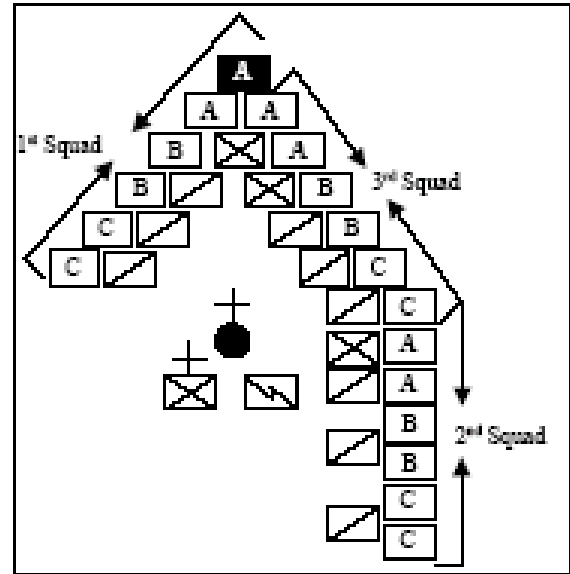 A
A A
B A
1st Squad
B B
3rd Squad
C B
C C
C
A
A
B
2nd Squad
B
C
C